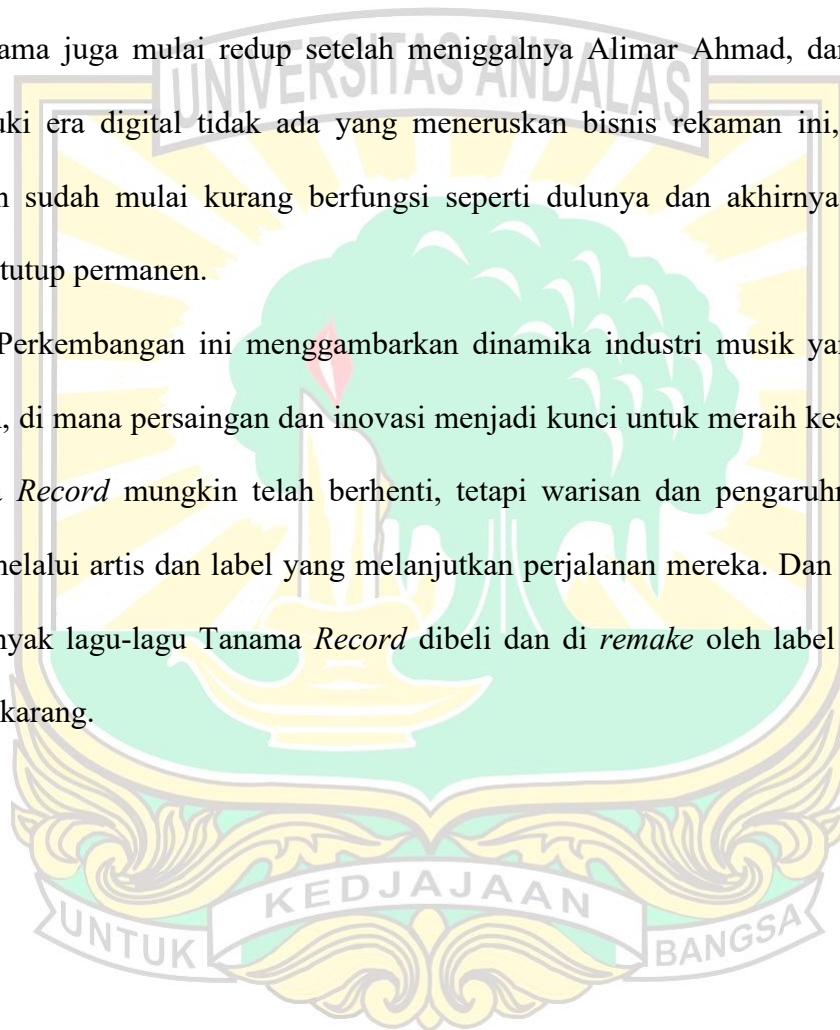 ama juga mulai redup setelah meniggalnya Alimar Ahmad, dan
uki era digital tidak ada yang meneruskan bisnis rekaman ini,
n sudah mulai kurang berfungsi seperti dulunya dan akhirnya
tutup permanen.
Perkembangan ini menggambarkan dinamika industri musik ya
, di mana persaingan dan inovasi menjadi kunci untuk meraih kes
Record mungkin telah berhenti, tetapi warisan dan pengaruhn
melalui artis dan label yang melanjutkan perjalanan mereka. Dan
nyak lagu-lagu Tanama Record dibeli dan di remake oleh label
karang.
UNIVERSITAS ANDALAS
UNTUK KEDJAJAAN BANGSA